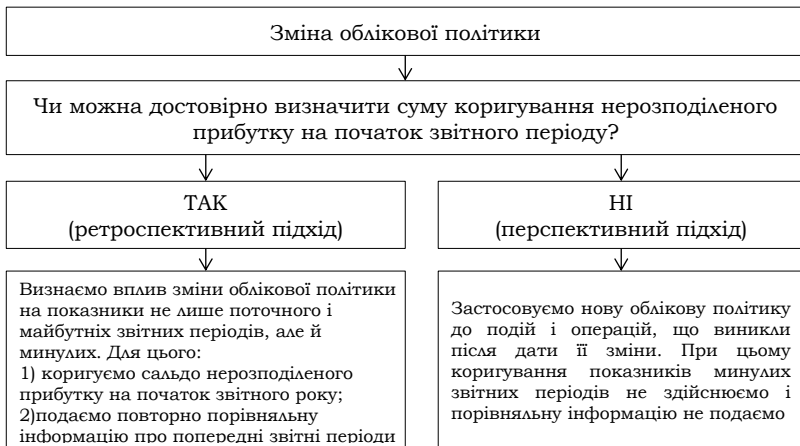 Зміна облікової політики
Чи можна достовірно визначити суму коригування нерозподіленого
прибутку на початок звітного періоду?
ТАК
(ретроспективний підхід)
НІ
(перспективний підхід)
Визнаємо вплив зміни облікової політики
на показники не лише поточного і
майбутніх звітних періодів, але й
минулих. Для цього:
1) коригуємо сальдо нерозподіленого
прибутку на початок звітного року;
2)подаємо повторно порівняльну
інформацію про попередні звітні періоди
Застосовуємо нову облікову політику
до подій і операцій, що виникли
після дати її зміни. При цьому
коригування показників минулих
звітних періодів не здійснюємо і
порівняльну інформацію не подаємо